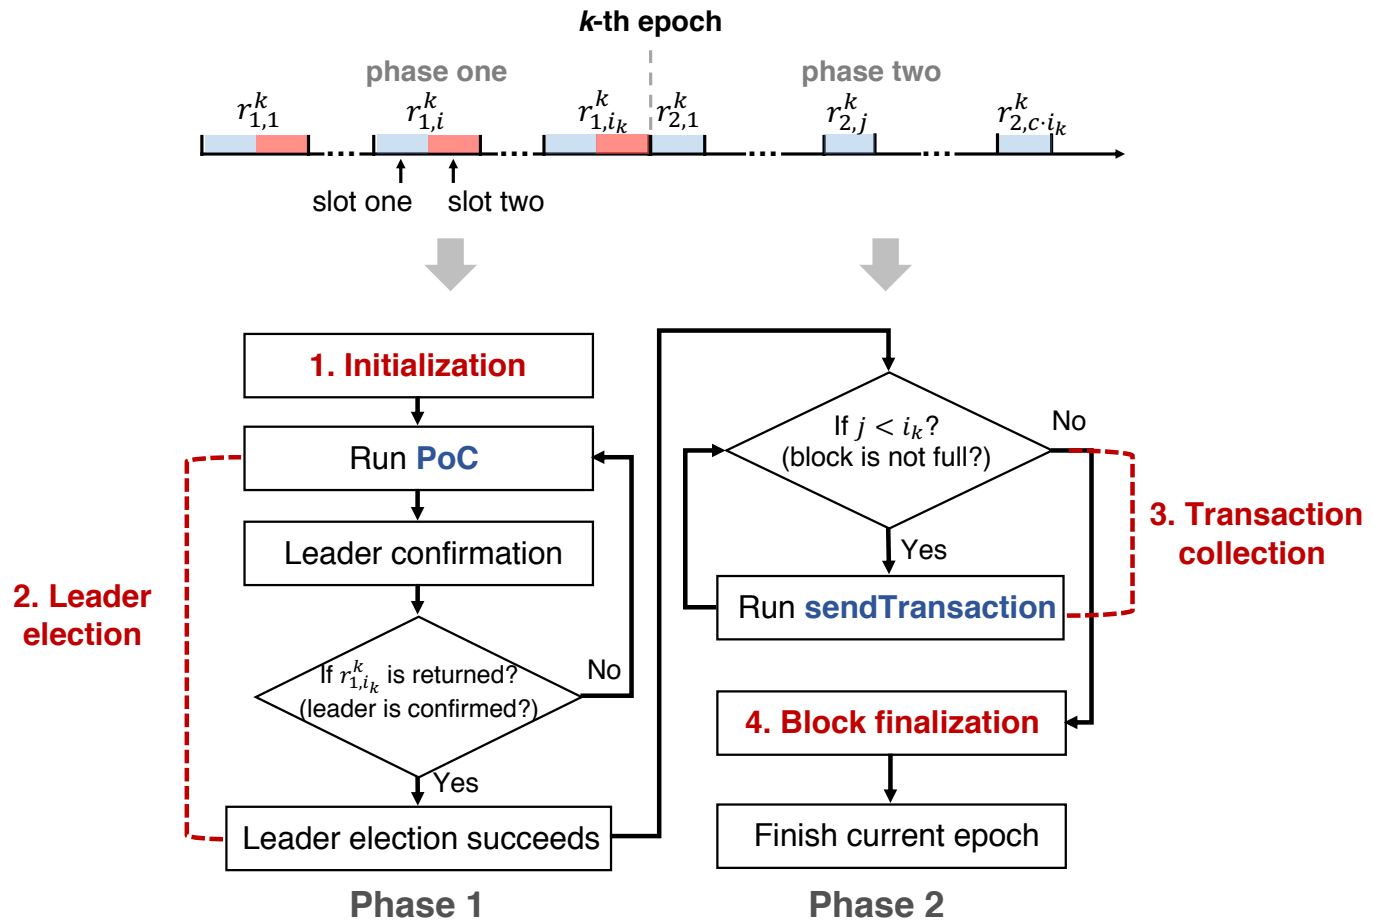 k-th epoch
phase one
phase two
r^k_{1,1}
r^k_{1,i}
r^k_{1,i_k}
r^k_{2,1}
r^k_{2,j}
r^k_{2,c·i_k}
slot one
slot two
1. Initialization
Run PoC
Leader confirmation
2. Leader
election
If r^k_{1,i_k} is returned?
(leader is confirmed?)
No
Yes
Leader election succeeds
Phase 1
If j < i_k?
(block is not full?)
No
Yes
Run sendTransaction
3. Transaction
collection
4. Block finalization
Finish current epoch
Phase 2